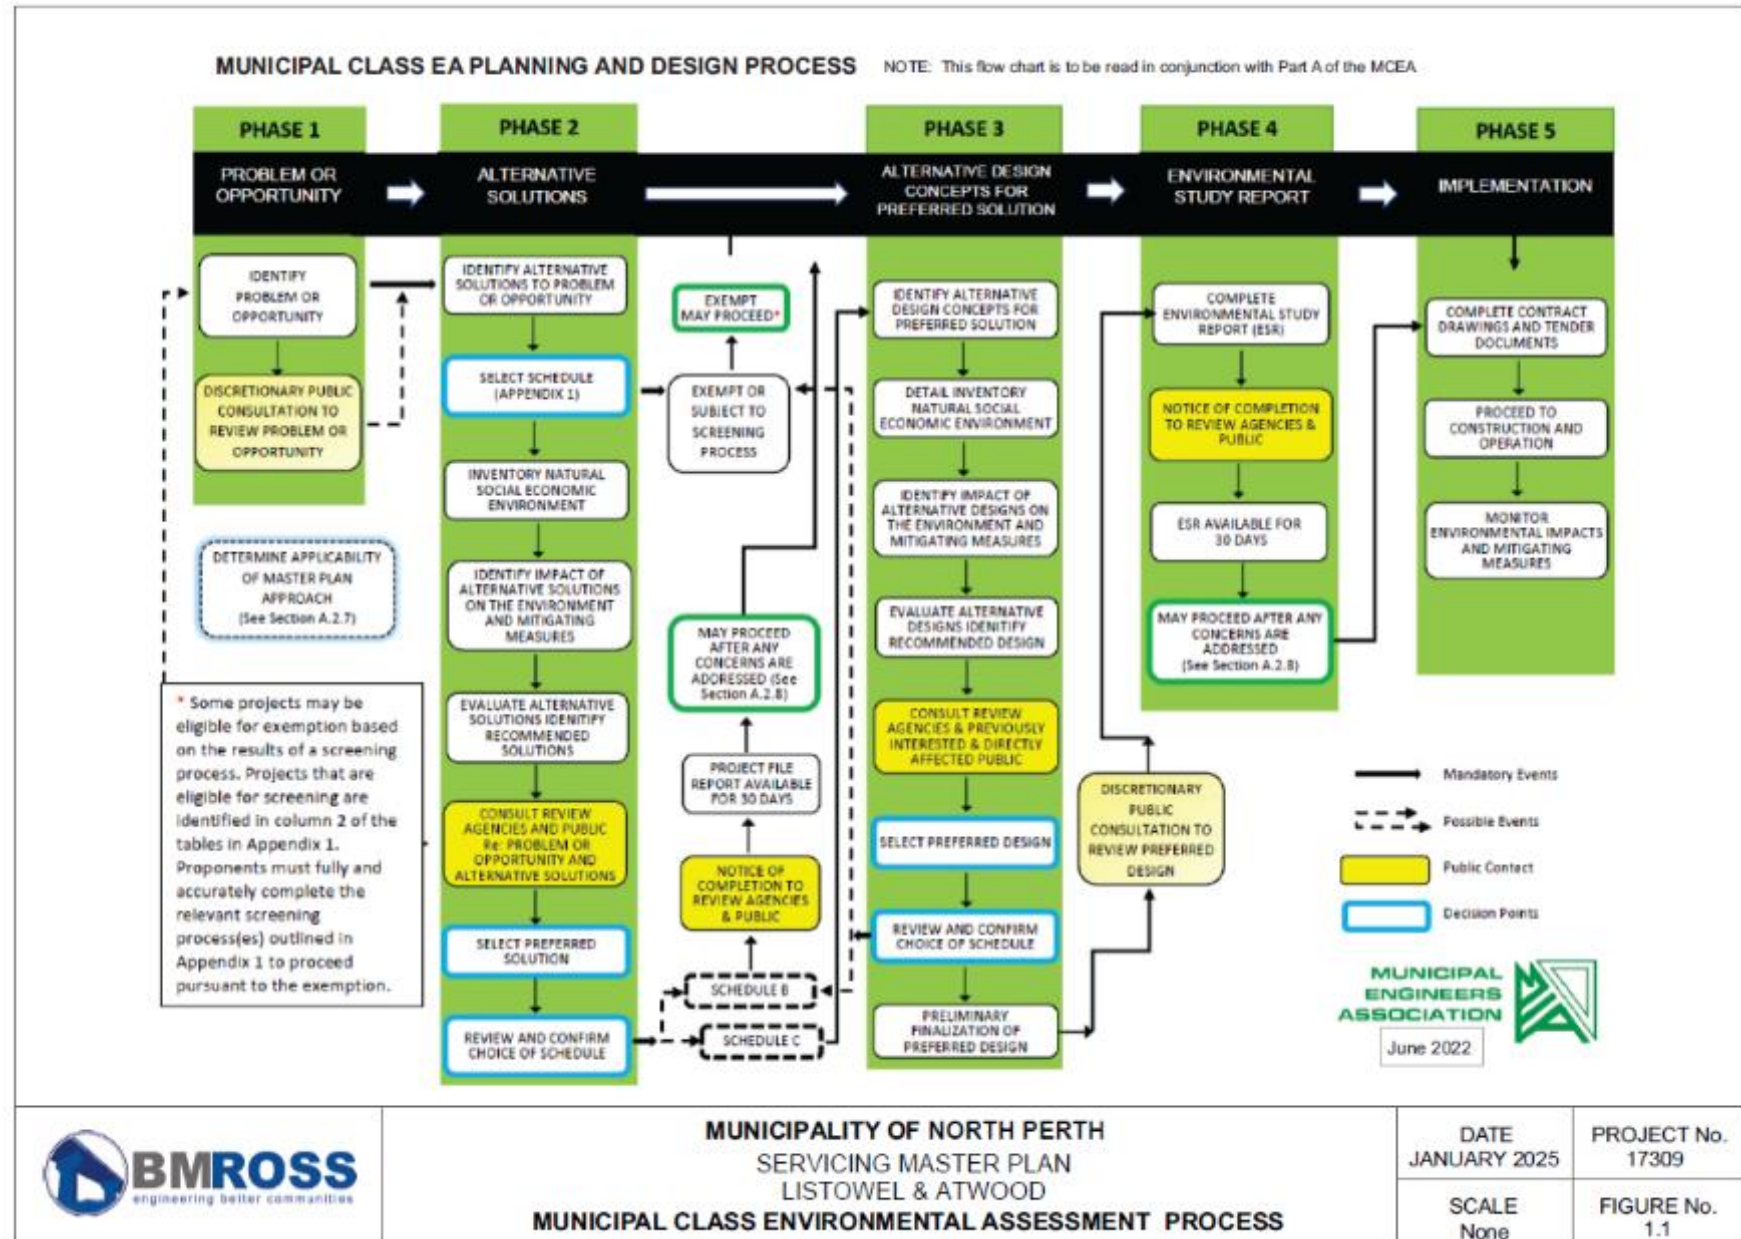 MUNICIPAL CLASS EA PLANNING AND DESIGN PROCESS
NOTE: This flow chart is to be read in conjunction with Part A of the MCEA
PHASE 1
PROBLEM OR
OPPORTUNITY
IDENTIFY
PROBLEM OR
OPPORTUNITY
DISCRETIONARY PUBLIC
CONSULTATION TO
REVIEW PROBLEM OR
OPPORTUNITY
DETERMINE APPLICABILITY
OF MASTER PLAN
APPROACH
(See Section A.2.7)
* Some projects may be
eligible for exemption based
on the results of a screening
process. Projects that are
eligible for screening are
identified in column 2 of the
tables in Appendix 1.
Proponents must fully and
accurately complete the
relevant screening
process(es) outlined in
Appendix 1 to proceed
pursuant to the exemption.
PHASE 2
ALTERNATIVE
SOLUTIONS
IDENTIFY ALTERNATIVE
SOLUTIONS TO PROBLEM
OR OPPORTUNITY
SELECT SCHEDULE
(APPENDIX 1)
INVENTORY NATURAL
SOCIAL ECONOMIC
ENVIRONMENT
IDENTIFY IMPACT OF
ALTERNATIVE SOLUTIONS
ON THE ENVIRONMENT
AND MITIGATING
MEASURES
EVALUATE ALTERNATIVE
SOLUTIONS IDENITIFY
RECOMMENDED
SOLUTIONS
CONSULT REVIEW
AGENCIES AND PUBLIC
Re: PROBLEM OR
OPPORTUNITY AND
ALTERNATIVE SOLUTIONS
SELECT PREFERRED
SOLUTION
REVIEW AND CONFIRM
CHOICE OF SCHEDULE
EXEMPT
MAY PROCEED*
EXEMPT OR
SUBJECT TO
SCREENING
PROCESS
MAY PROCEED
AFTER ANY
CONCERNS ARE
ADDRESSED (See
Section A.2.8)
PROJECT FILE
REPORT AVAILABLE
FOR 30 DAYS
NOTICE OF
COMPLETION TO
REVIEW AGENCIES
& PUBLIC
SCHEDULE B
SCHEDULE C
PHASE 3
ALTERNATIVE DESIGN
CONCEPTS FOR
PREFERRED SOLUTION
IDENTIFY ALTERNATIVE
DESIGN CONCEPTS FOR
PREFERRED SOLUTION
DETAIL INVENTORY
NATURAL SOCIAL
ECONOMIC ENVIRONMENT
IDENTIFY IMPACT OF
ALTERNATIVE DESIGNS ON
THE ENVIRONMENT AND
MITIGATING MEASURES
EVALUATE ALTERNATIVE
DESIGNS IDENITIFY
RECOMMENDED DESIGN
CONSULT REVIEW
AGENCIES & PREVIOUSLY
INTERESTED & DIRECTLY
AFFECTED PUBLIC
SELECT PREFERRED DESIGN
REVIEW AND CONFIRM
CHOICE OF SCHEDULE
PRELIMINARY
FINALIZATION OF
PREFERRED DESIGN
DISCRETIONARY
PUBLIC
CONSULTATION TO
REVIEW PREFERRED
DESIGN
PHASE 4
ENVIRONMENTAL
STUDY REPORT
COMPLETE
ENVIRONMENTAL STUDY
REPORT (ESR)
NOTICE OF COMPLETION
TO REVIEW AGENCIES &
PUBLIC
ESR AVAILABLE FOR
30 DAYS
MAY PROCEED AFTER ANY
CONCERNS ARE
ADDRESSED
(See Section A.2.8)
PHASE 5
IMPLEMENTATION
COMPLETE CONTRACT
DRAWINGS AND TENDER
DOCUMENTS
PROCEED TO
CONSTRUCTION AND
OPERATION
MONITOR
ENVIRONMENTAL IMPACTS
AND MITIGATING
MEASURES
Mandatory Events
Possible Events
Public Contact
Decision Points
MUNICIPAL
ENGINEERS
ASSOCIATION
June 2022
BMROSS
engineering better communities
MUNICIPALITY OF NORTH PERTH
SERVICING MASTER PLAN
LISTOWEL & ATWOOD
MUNICIPAL CLASS ENVIRONMENTAL ASSESSMENT PROCESS
DATE
JANUARY 2025
PROJECT No.
17309
SCALE
None
FIGURE No.
1.1